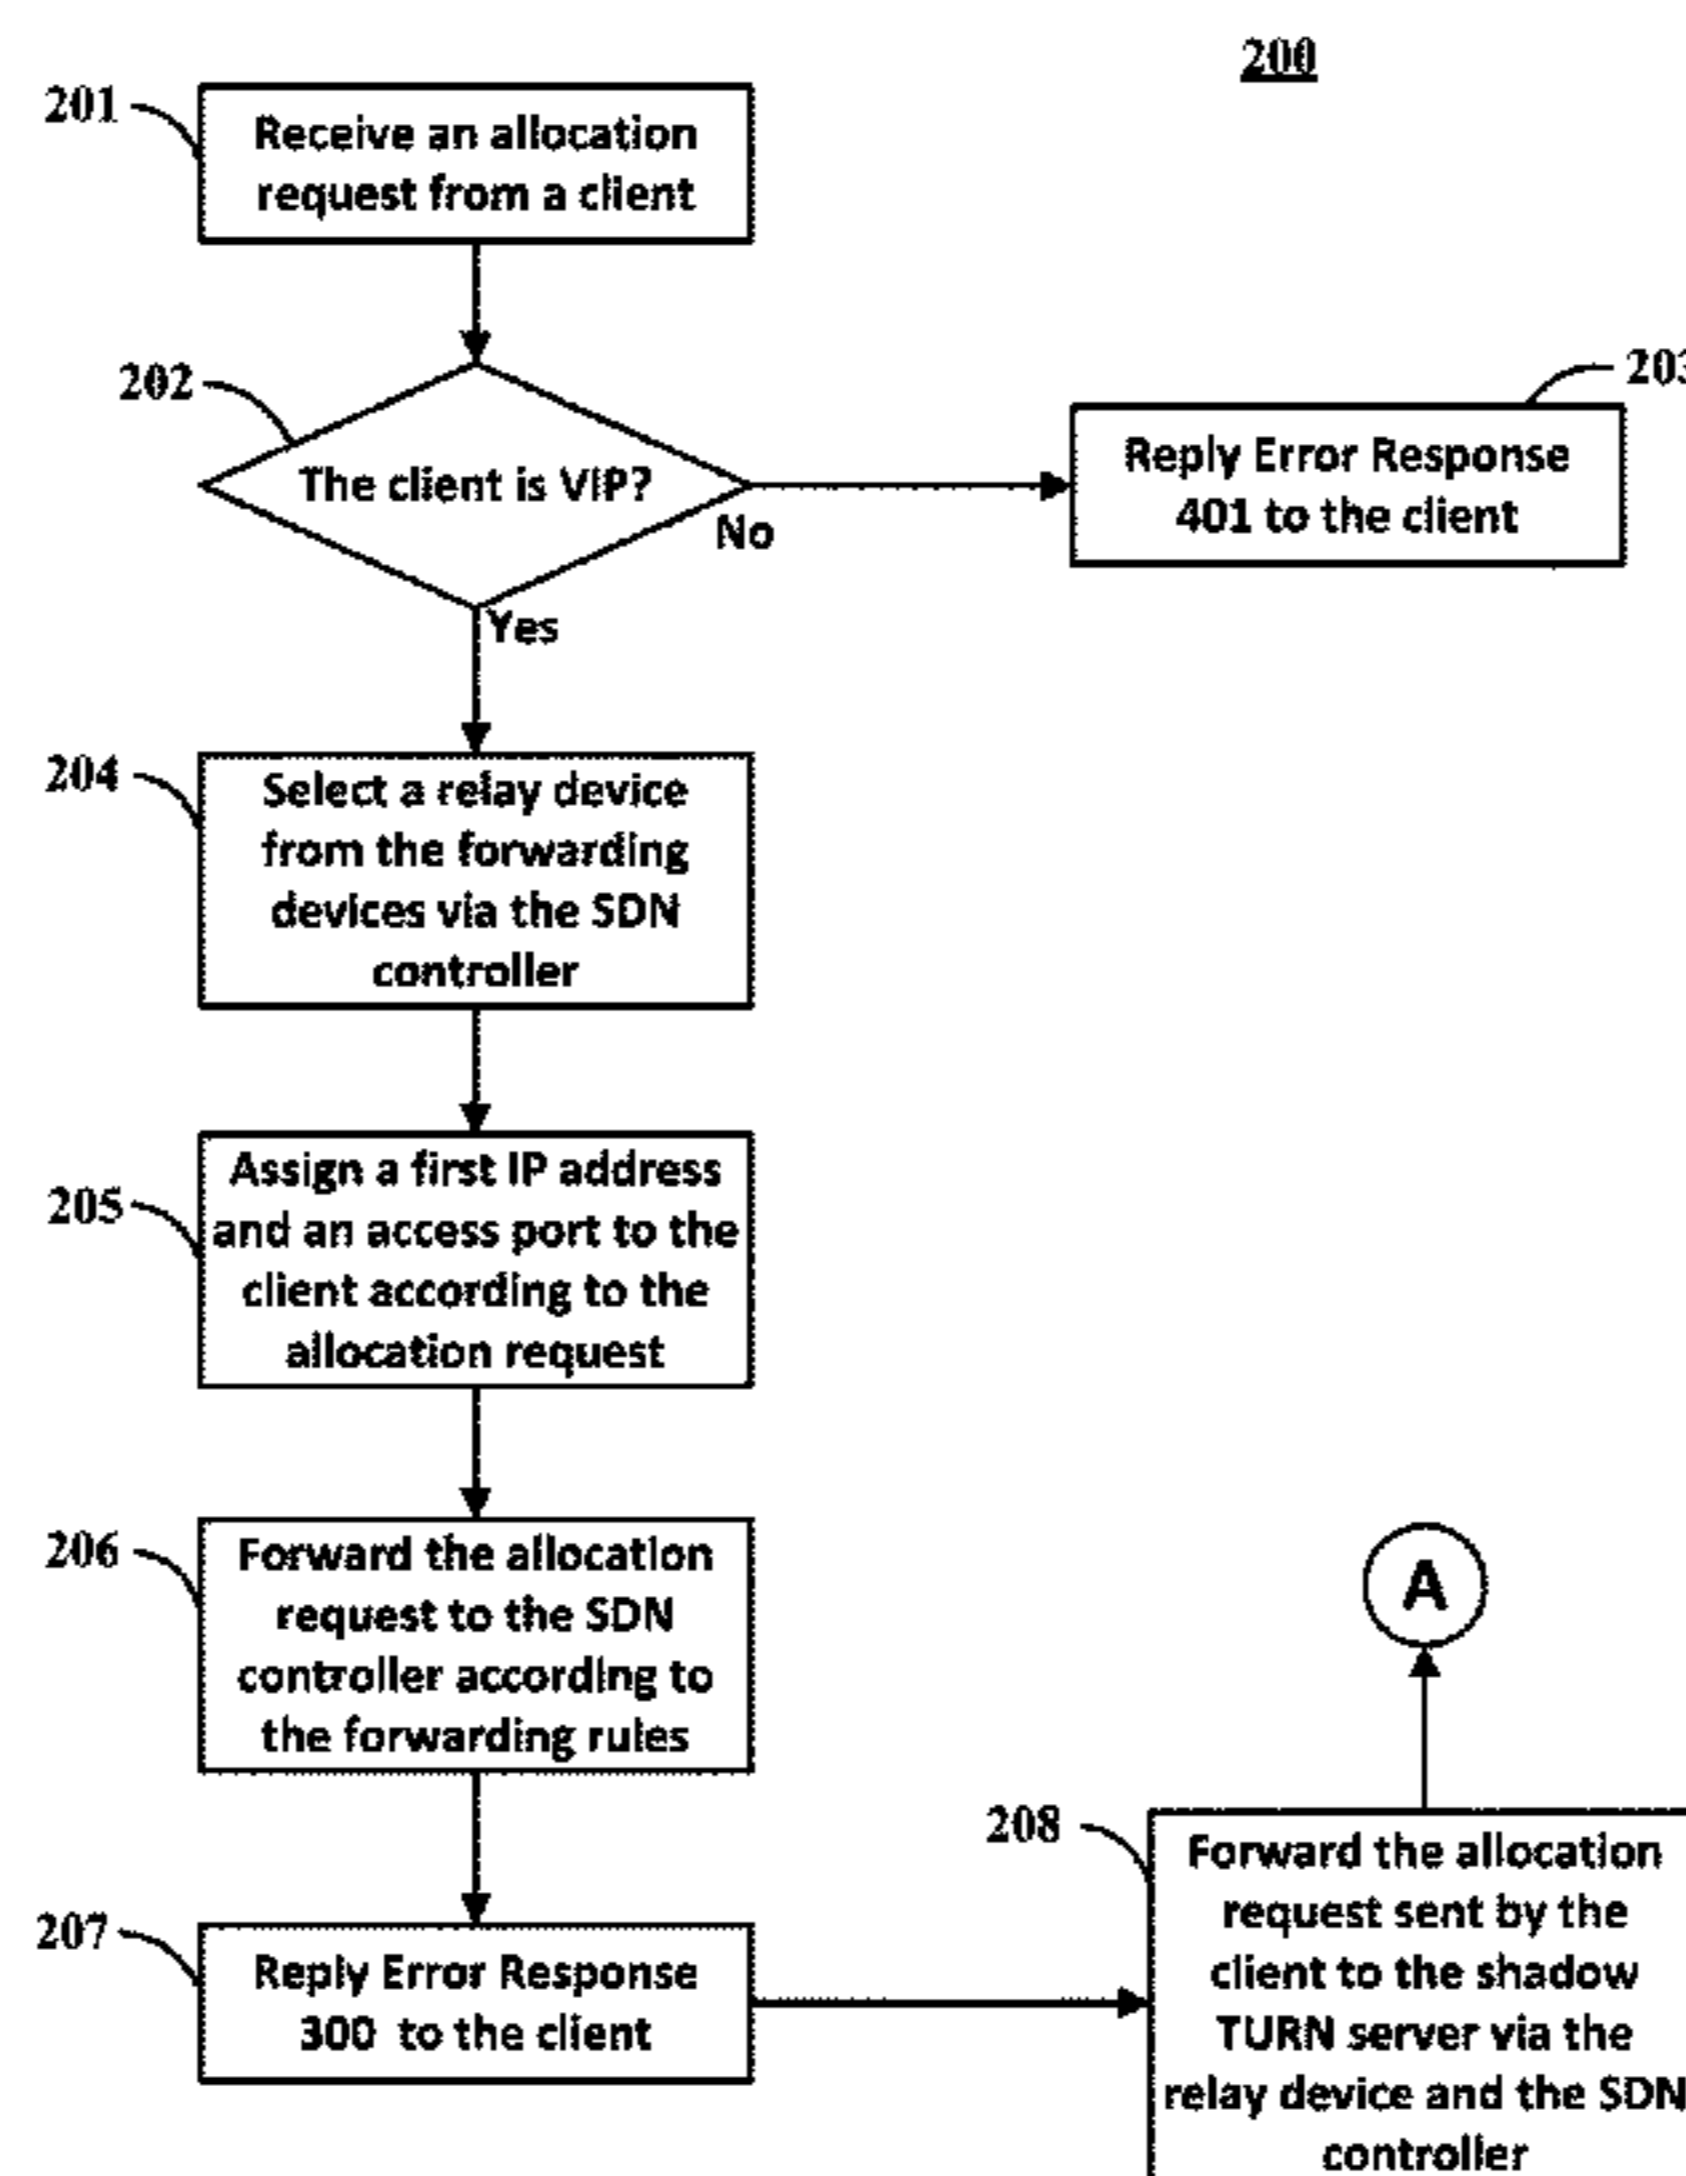 200
201
Receive an allocation
request from a client
202
The client is VIP?
No
Yes
203
Reply Error Response
401 to the client
204
Select a relay device
from the forwarding
devices via the SDN
controller
205
Assign a first IP address
and an access port to the
client according to the
allocation request
206
Forward the allocation
request to the SDN
controller according to
the forwarding rules
207
Reply Error Response
300 to the client
A
208
Forward the allocation
request sent by the
client to the shadow
TURN server via the
relay device and the SDN
controller